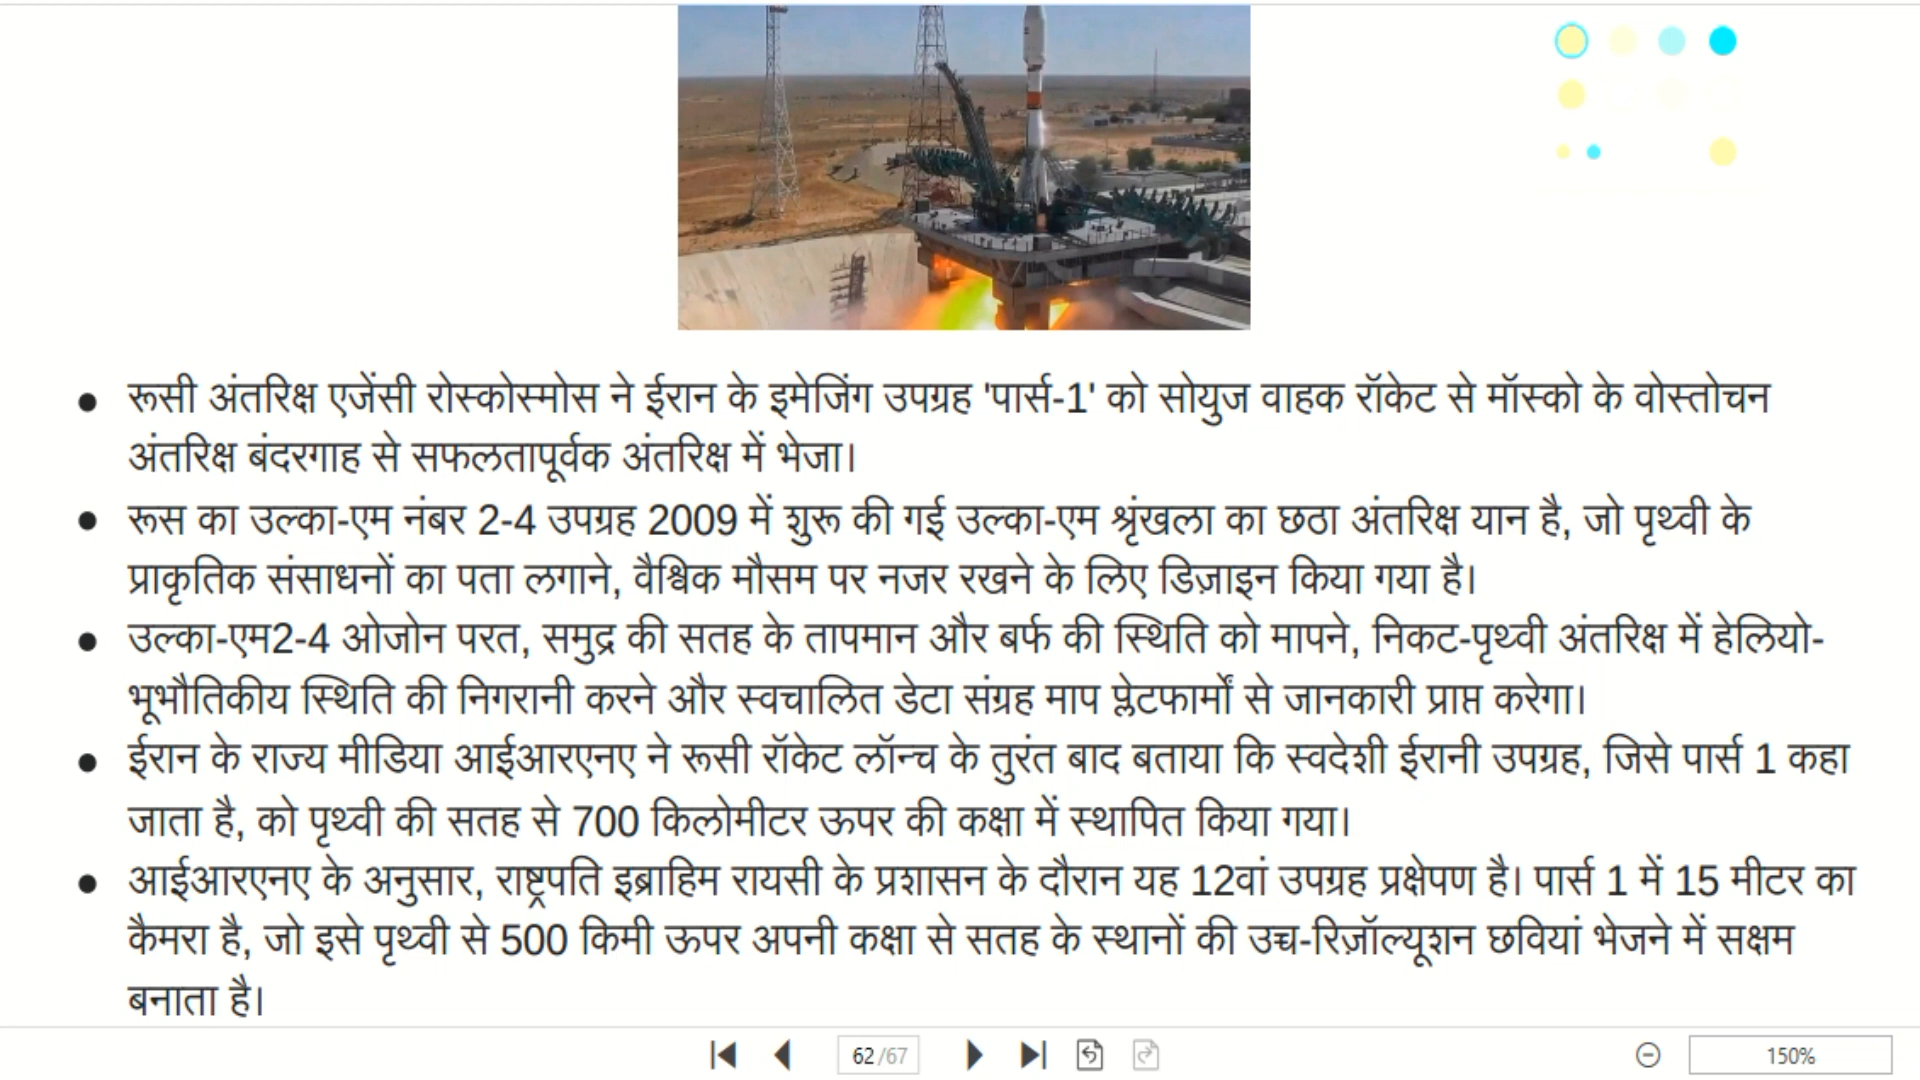 ● रूसी अंतरिक्ष एजेंसी रोस्कोस्मोस ने ईरान के इमेजिंग उपग्रह 'पार्स-1' को सोयुज वाहक रॉकेट से मॉस्को के वोस्तोचन
अंतरिक्ष बंदरगाह से सफलतापूर्वक अंतरिक्ष में भेजा।
● रूस का उल्का-एम नंबर 2-4 उपग्रह 2009 में शुरू की गई उल्का-एम श्रृंखला का छठा अंतरिक्ष यान है, जो पृथ्वी के
प्राकृतिक संसाधनों का पता लगाने, वैश्विक मौसम पर नजर रखने के लिए डिज़ाइन किया गया है।
● उल्का-एम2-4 ओजोन परत, समुद्र की सतह के तापमान और बर्फ की स्थिति को मापने, निकट-पृथ्वी अंतरिक्ष में हेलियो-
भूभौतिकीय स्थिति की निगरानी करने और स्वचालित डेटा संग्रह माप प्लेटफार्मों से जानकारी प्राप्त करेगा।
● ईरान के राज्य मीडिया आईआरएनए ने रूसी रॉकेट लॉन्च के तुरंत बाद बताया कि स्वदेशी ईरानी उपग्रह, जिसे पार्स 1 कहा
जाता है, को पृथ्वी की सतह से 700 किलोमीटर ऊपर की कक्षा में स्थापित किया गया।
● आईआरएनए के अनुसार, राष्ट्रपति इब्राहिम रायसी के प्रशासन के दौरान यह 12वां उपग्रह प्रक्षेपण है। पार्स 1 में 15 मीटर का
कैमरा है, जो इसे पृथ्वी से 500 किमी ऊपर अपनी कक्षा से सतह के स्थानों की उच्च-रिज़ॉल्यूशन छवियां भेजने में सक्षम
बनाता है।
62 /67
150%